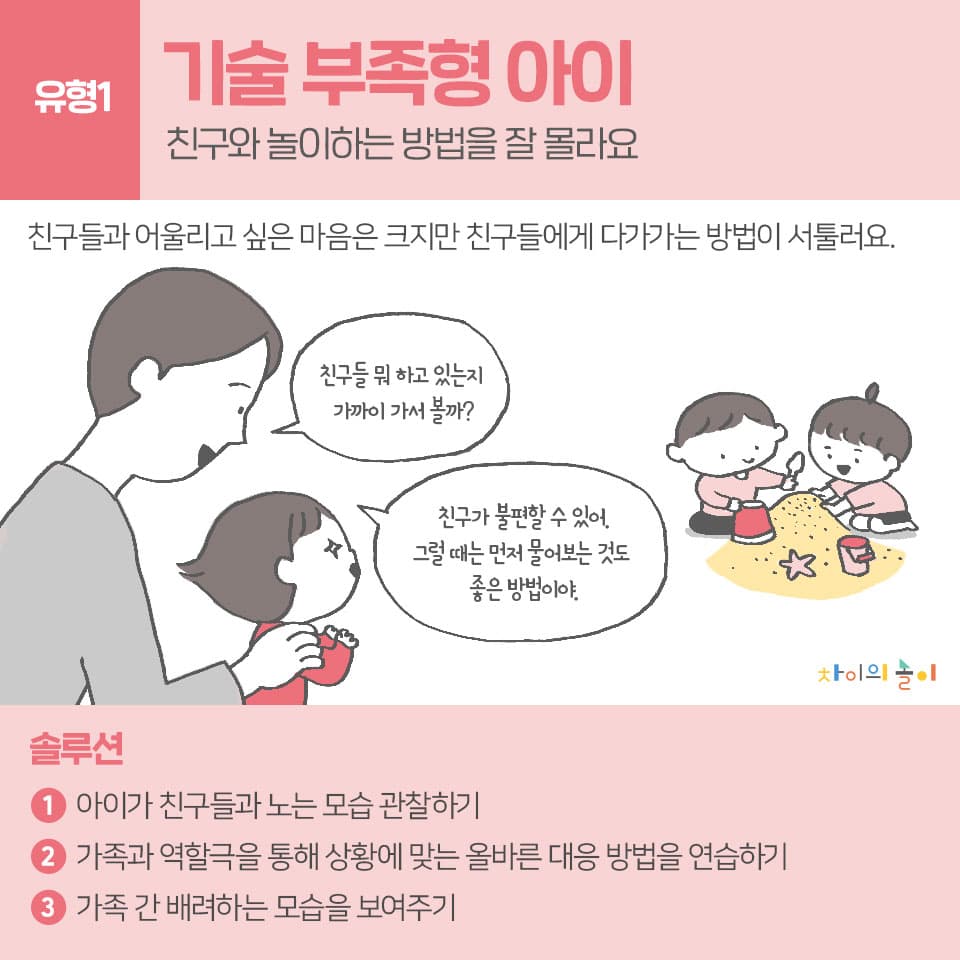 유형1
기술 부족형 아이
친구와 놀이하는 방법을 잘 몰라요
친구들과 어울리고 싶은 마음은 크지만 친구들에게 다가가는 방법이 서툴러요.
친구들 뭐 하고 있는지
가까이 가서 볼까?
친구가 불편할 수 있어.
그럴 때는 먼저 물어보는 것도
좋은 방법이야.
차이의 놀이
솔루션
1 아이가 친구들과 노는 모습 관찰하기
2 가족과 역할극을 통해 상황에 맞는 올바른 대응 방법을 연습하기
3 가족 간 배려하는 모습을 보여주기